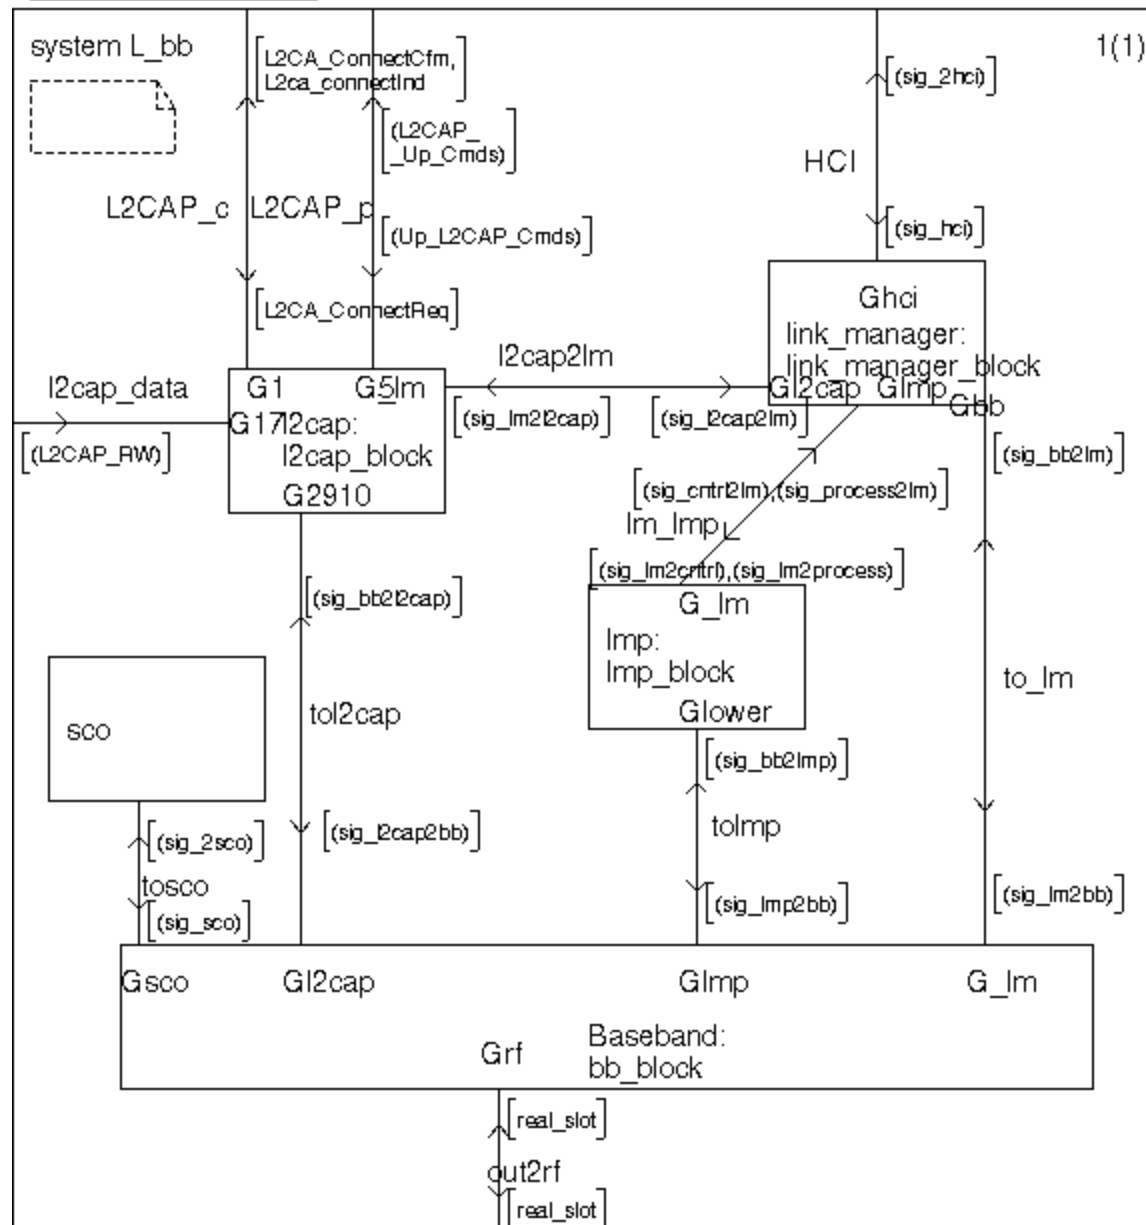 system L_bb
1(1)
[L2CA_ConnectCfm,
L2ca_connectInd]
[(sig_2hci)]
[(L2CAP_
_Up_Cmds)]
HCI
L2CAP_c
L2CAP_p
[(Up_L2CAP_Cmds)]
[(sig_hci)]
[L2CA_ConnectReq]
Ghci
link_manager:
link_manager_block
Gl2cap
Glmp
Gbb
l2cap2lm
l2cap_data
G1
G5_lm
[(sig_lm2l2cap)]
[(sig_l2cap2lm)]
G17
l2cap:
l2cap_block
[(L2CAP_RW)]
[(sig_bb2lm)]
G2910
[(sig_cntrl2lm),(sig_process2lm)]
lm_lmp
[(sig_lm2cntrl),(sig_lm2process)]
[(sig_bb2l2cap)]
G_lm
lmp:
lmp_block
Glower
to_lm
sco
tol2cap
[(sig_bb2lmp)]
tolmp
[(sig_2sco)]
[(sig_l2cap2bb)]
tosco
[(sig_sco)]
[(sig_lmp2bb)]
[(sig_lm2bb)]
Gsco
Gl2cap
Glmp
G_lm
Baseband:
bb_block
Grf
[real_slot]
out2rf
[real_slot]